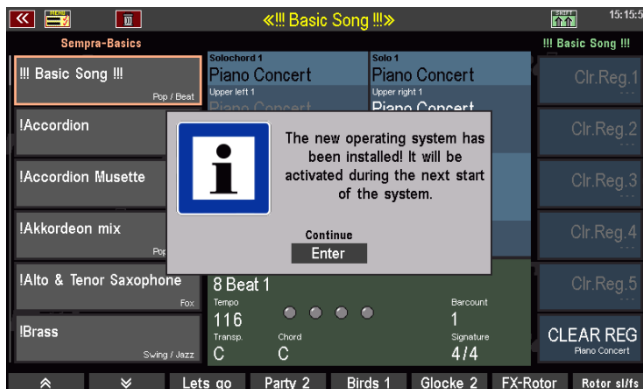 MENU
«!!! Basic Song !!!»
SHIFT
15:15:5
Sempra-Basics
!!! Basic Song !!!
!!! Basic Song !!!
Pop / Beat
!Accordion
!Accordion Musette
!Akkordeon mix
Pop
!Alto & Tenor Saxophone
Fox
!Brass
Swing / Jazz
Solochord 1
Piano Concert
Solo 1
Piano Concert
Upper left 1
Piano Concert
Upper right 1
Piano Concert
The new operating system has
been installed! It will be
activated during the next start
of the system.
Continue
Enter
8 Beat 1
Tempo
116
Barcount
1
Transp.
C
Chord
C
Signature
4/4
Clr.Reg.1
---
Clr.Reg.2
---
Clr.Reg.3
---
Clr.Reg.4
---
Clr.Reg.5
---
CLEAR REG
Piano Concert
Lets go
Party 2
Birds 1
Glocke 2
FX-Rotor
Rotor sl/fs